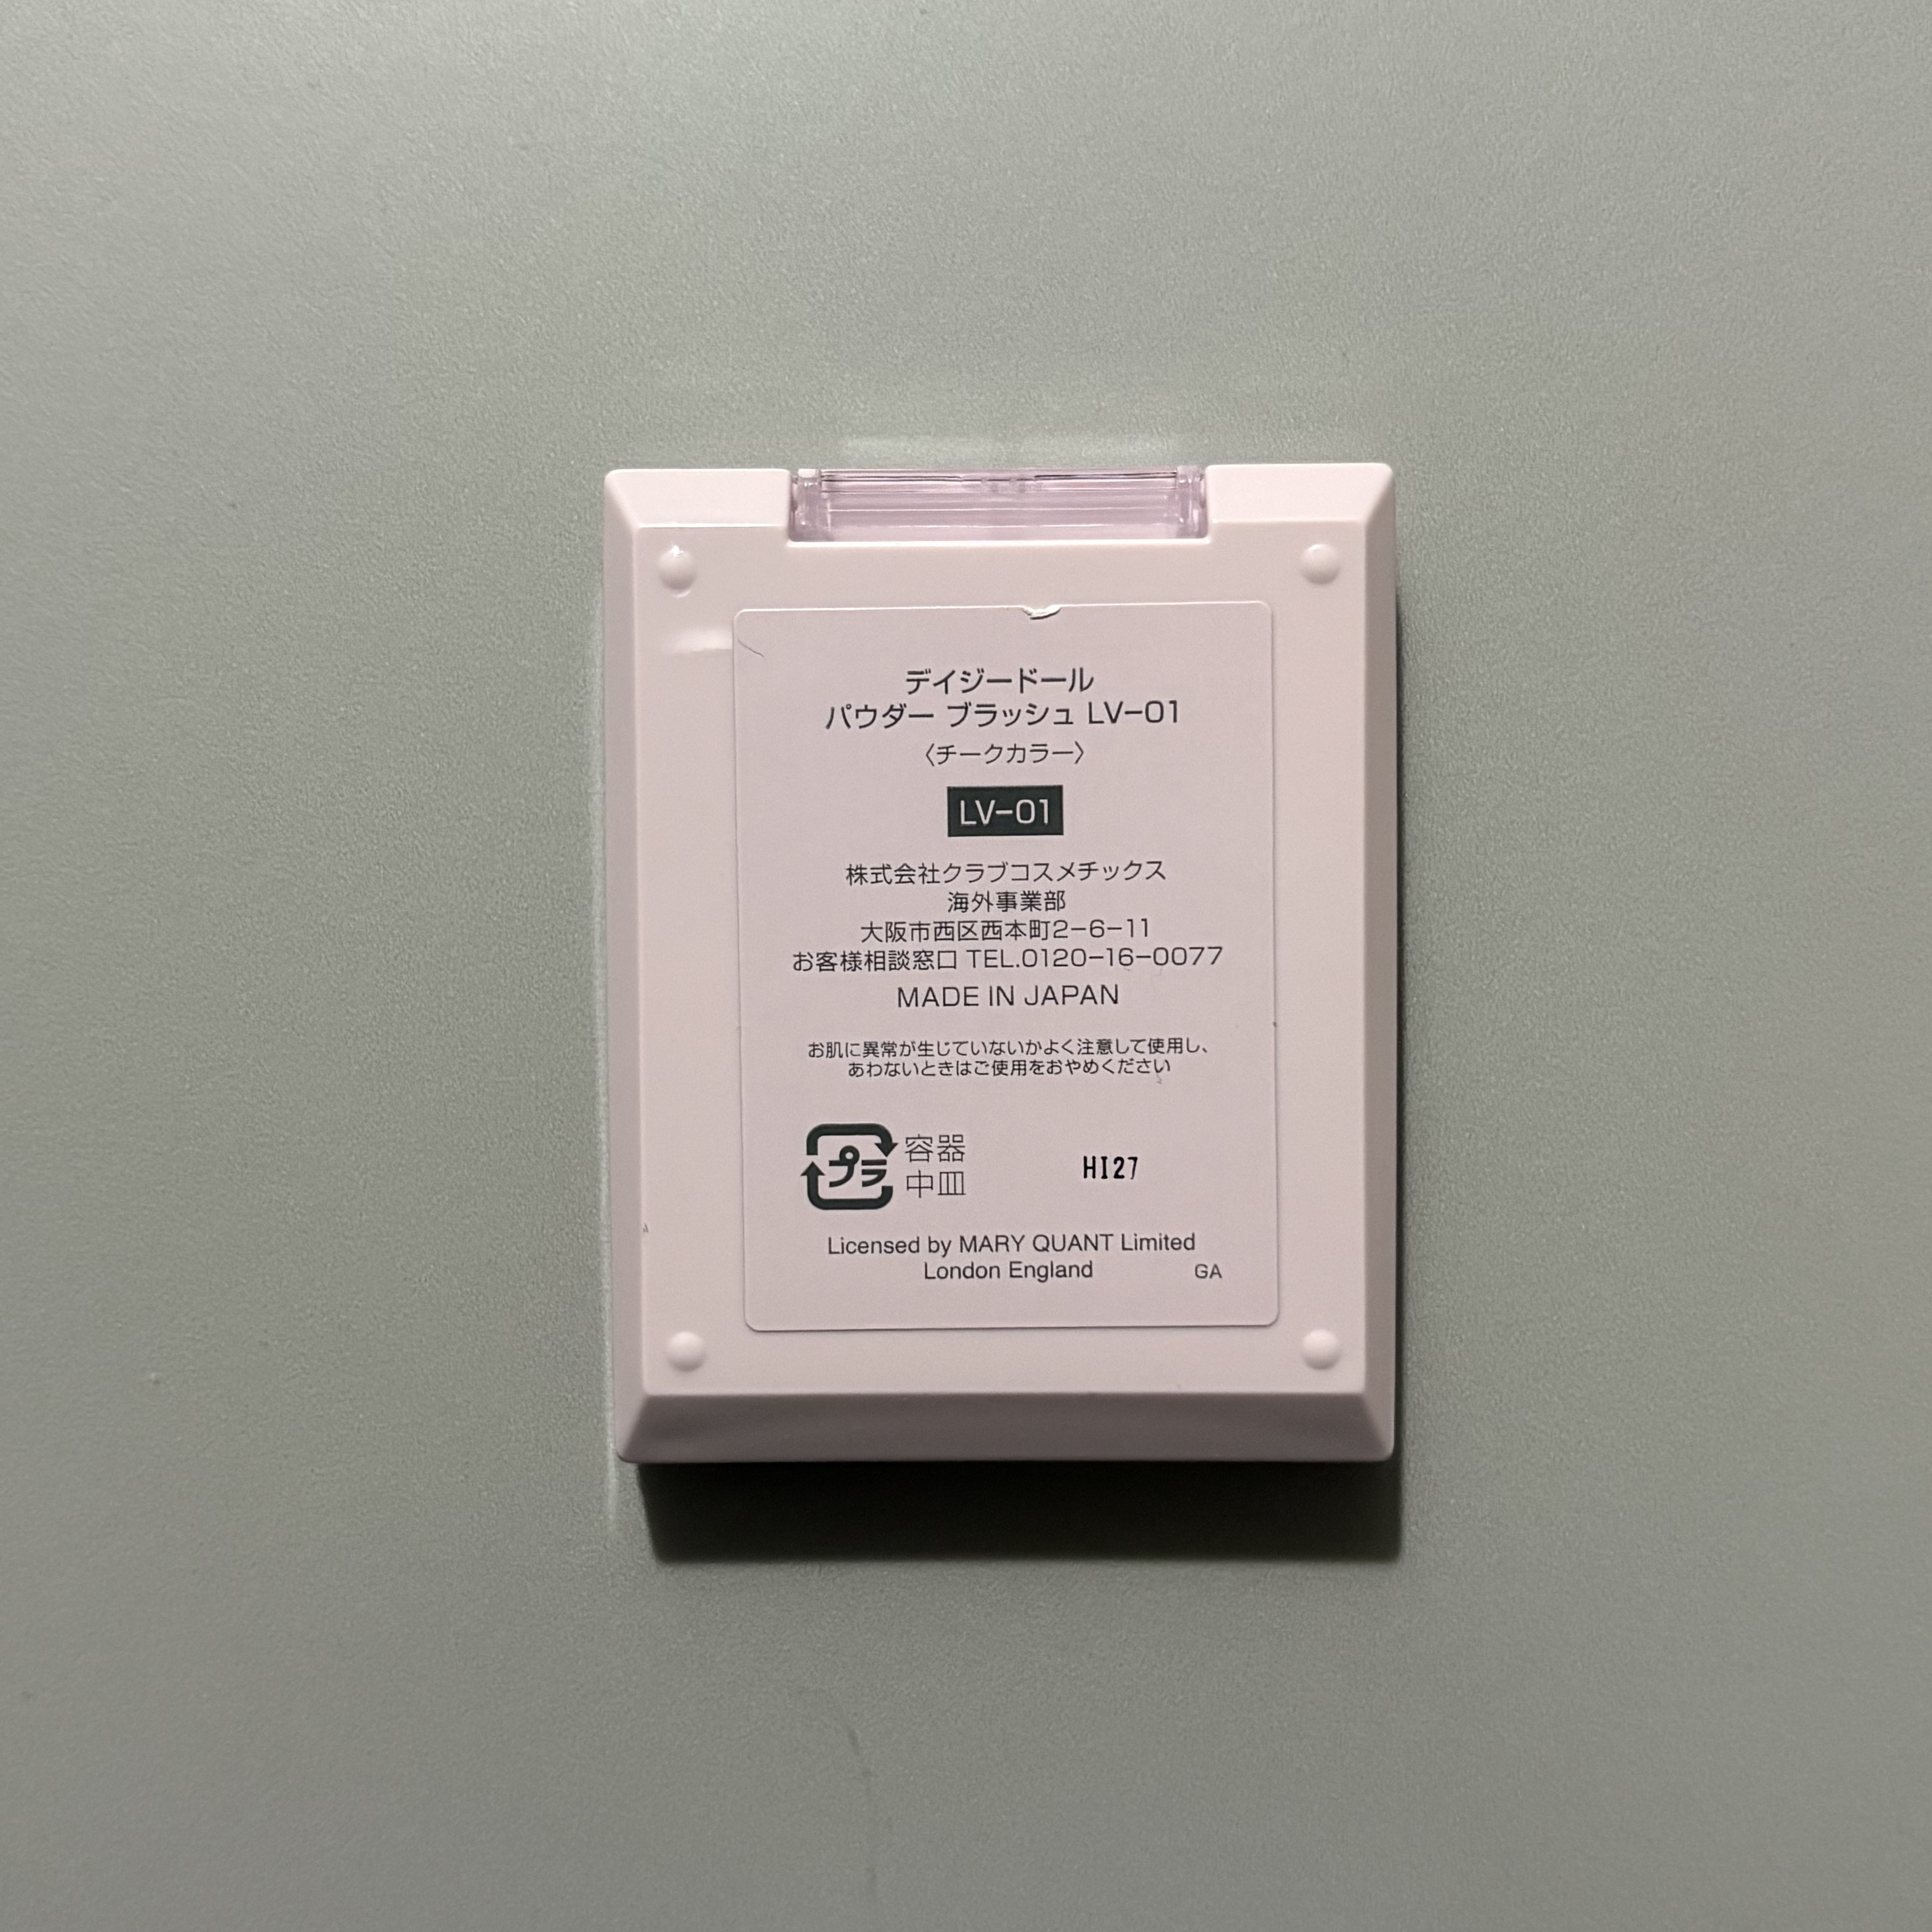 デイジードール
パウダー ブラッシュ LV−01
〈チークカラー〉
LV−01
株式会社クラブコスメチックス
海外事業部
大阪市西区西本町2−6−11
お客様相談窓口 TEL.0120−16−0077
MADE IN JAPAN
お肌に異常が生じていないかよく注意して使用し、
あわないときはご使用をおやめください
プラ 容器
中皿
HI27
Licensed by MARY QUANT Limited
London England
GA